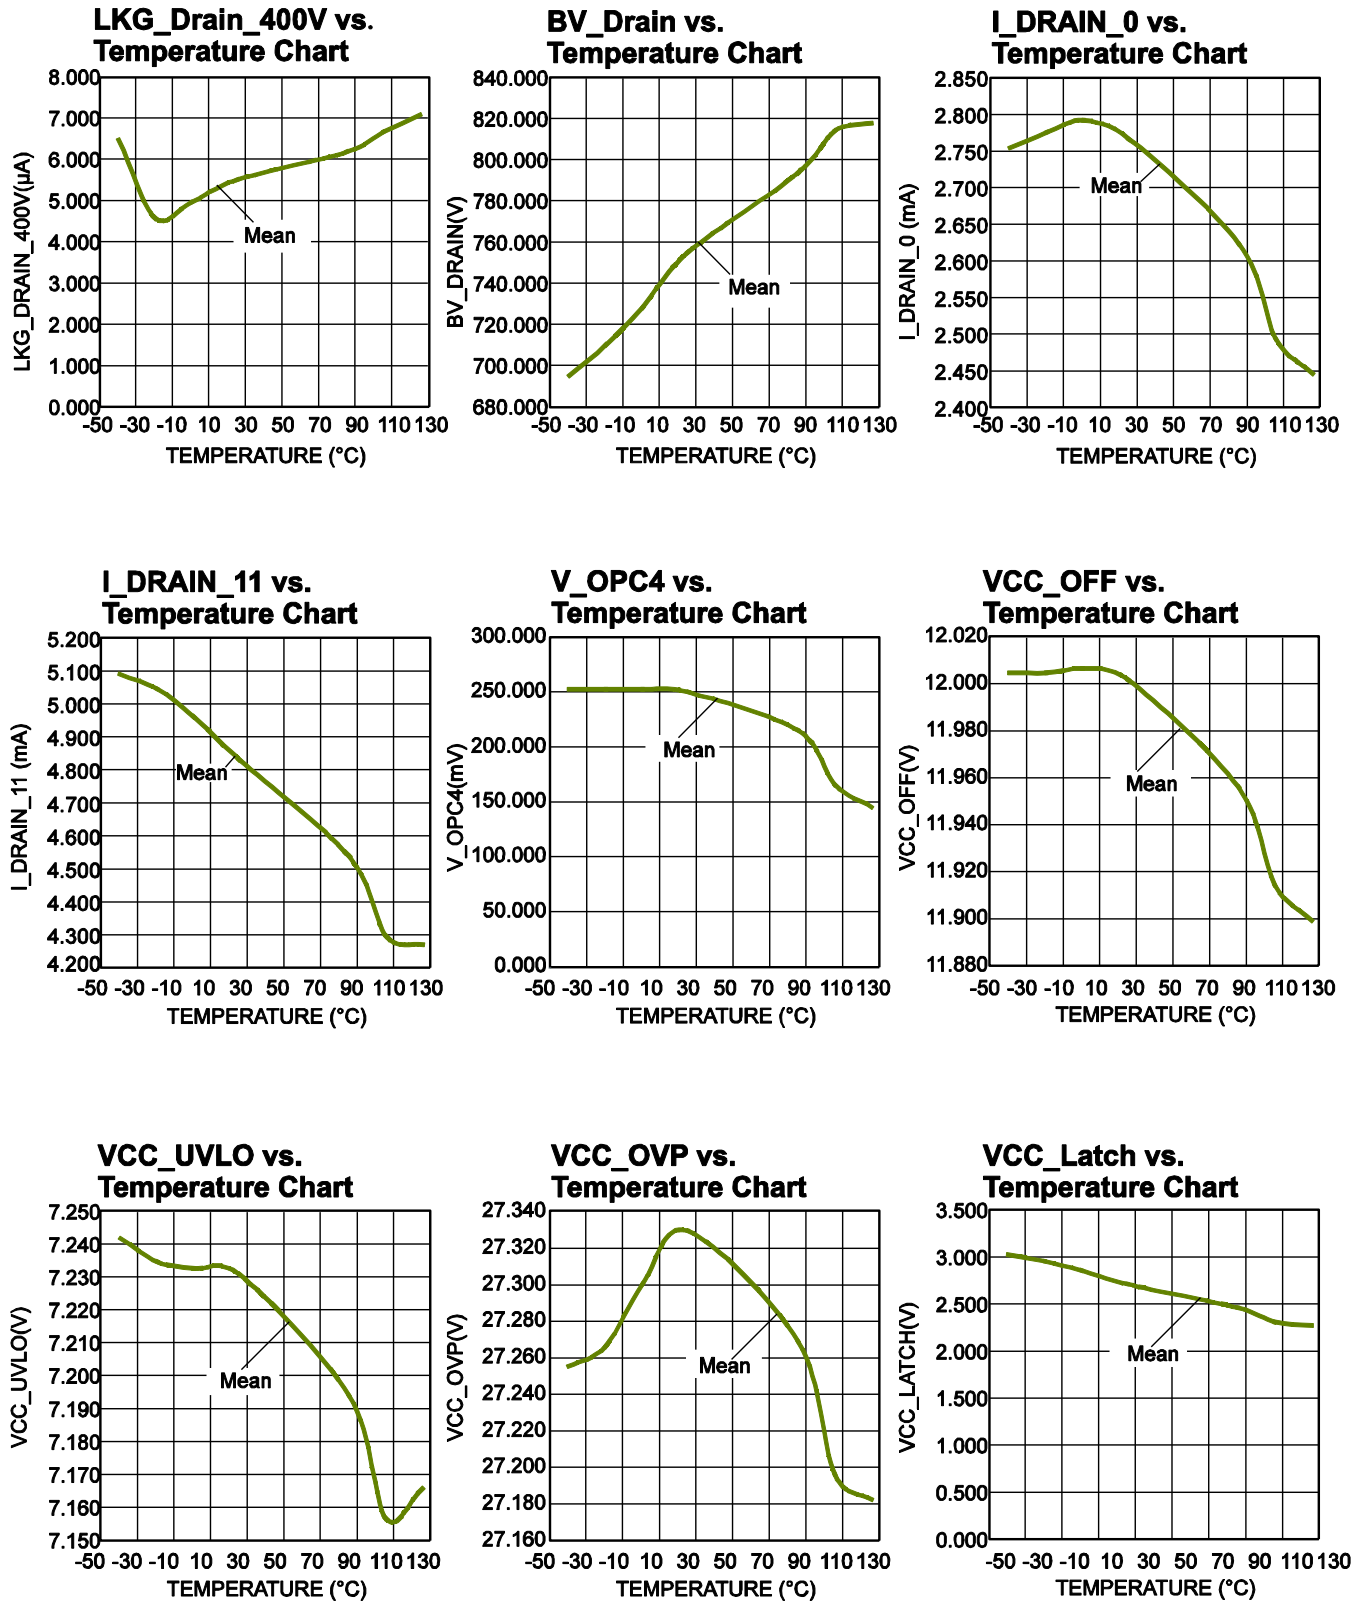 LKG_Drain_400V vs.
Temperature Chart
8.000
7.000
6.000
5.000
4.000
3.000
2.000
1.000
0.000
LKG_DRAIN_400V(µA)
Mean
-50 -30 -10 10 30 50 70 90 110 130
TEMPERATURE (°C)
BV_Drain vs.
Temperature Chart
840.000
820.000
800.000
780.000
760.000
740.000
720.000
700.000
680.000
BV_DRAIN(V)
Mean
-50 -30 -10 10 30 50 70 90 110 130
TEMPERATURE (°C)
I_DRAIN_0 vs.
Temperature Chart
2.850
2.800
2.750
2.700
2.650
2.600
2.550
2.500
2.450
2.400
I_DRAIN_0 (mA)
Mean
-50 -30 -10 10 30 50 70 90 110 130
TEMPERATURE (°C)
I_DRAIN_11 vs.
Temperature Chart
5.200
5.100
5.000
4.900
4.800
4.700
4.600
4.500
4.400
4.300
4.200
I_DRAIN_11 (mA)
Mean
-50 -30 -10 10 30 50 70 90 110 130
TEMPERATURE (°C)
V_OPC4 vs.
Temperature Chart
300.000
250.000
200.000
150.000
100.000
50.000
0.000
V_OPC4(mV)
Mean
-50 -30 -10 10 30 50 70 90 110 130
TEMPERATURE (°C)
VCC_OFF vs.
Temperature Chart
12.020
12.000
11.980
11.960
11.940
11.920
11.900
11.880
VCC_OFF(V)
Mean
-50 -30 -10 10 30 50 70 90 110 130
TEMPERATURE (°C)
VCC_UVLO vs.
Temperature Chart
7.250
7.240
7.230
7.220
7.210
7.200
7.190
7.180
7.170
7.160
7.150
VCC_UVLO(V)
Mean
-50 -30 -10 10 30 50 70 90 110 130
TEMPERATURE (°C)
VCC_OVP vs.
Temperature Chart
27.340
27.320
27.300
27.280
27.260
27.240
27.220
27.200
27.180
27.160
VCC_OVP(V)
Mean
-50 -30 -10 10 30 50 70 90 110 130
TEMPERATURE (°C)
VCC_Latch vs.
Temperature Chart
3.500
3.000
2.500
2.000
1.500
1.000
0.500
0.000
VCC_LATCH(V)
Mean
-50 -30 -10 10 30 50 70 90 110 130
TEMPERATURE (°C)